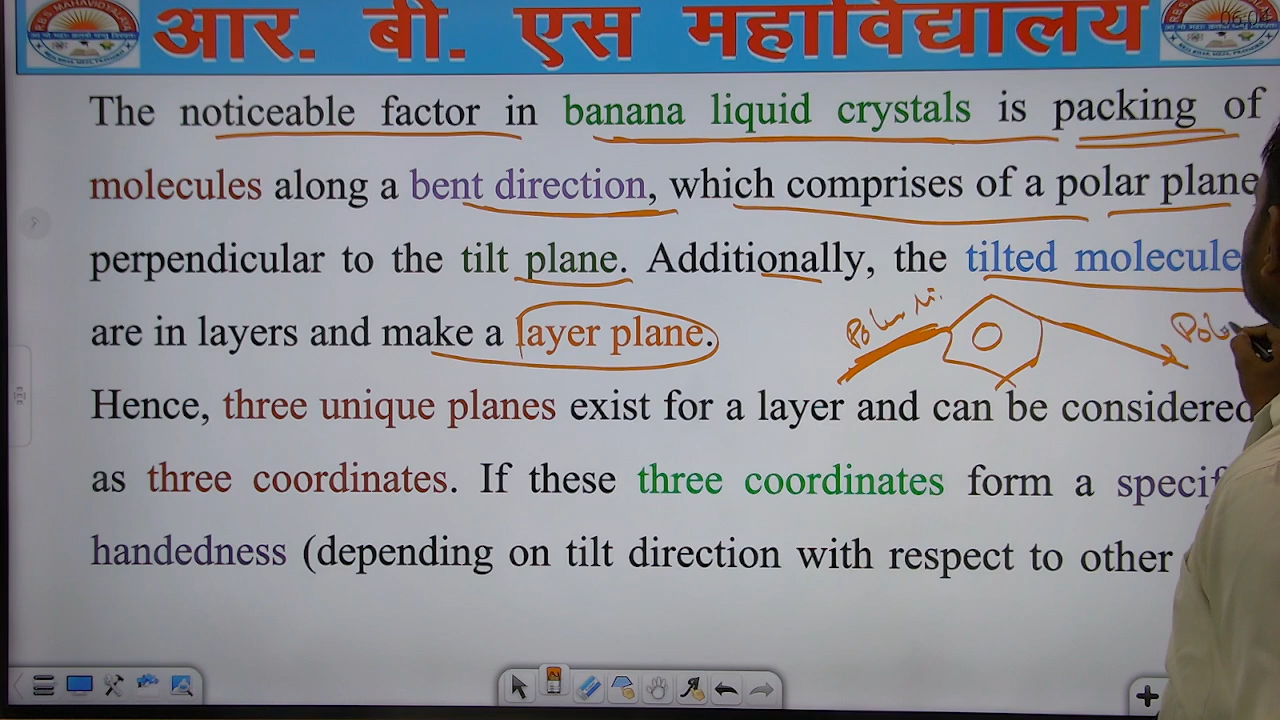 आर. बी. एस महाविद्यालय
The noticeable factor in banana liquid crystals is packing of
molecules along a bent direction, which comprises of a polar plane
perpendicular to the tilt plane. Additionally, the tilted molecule
are in layers and make a layer plane.
Hence, three unique planes exist for a layer and can be considered
as three coordinates. If these three coordinates form a specif
handedness (depending on tilt direction with respect to other